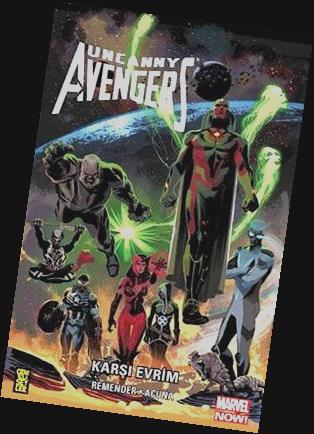 UNCANNY
AVENGERS
KARŞI EVRİM
REMENDER · ACUÑA
MARVEL
NOW!